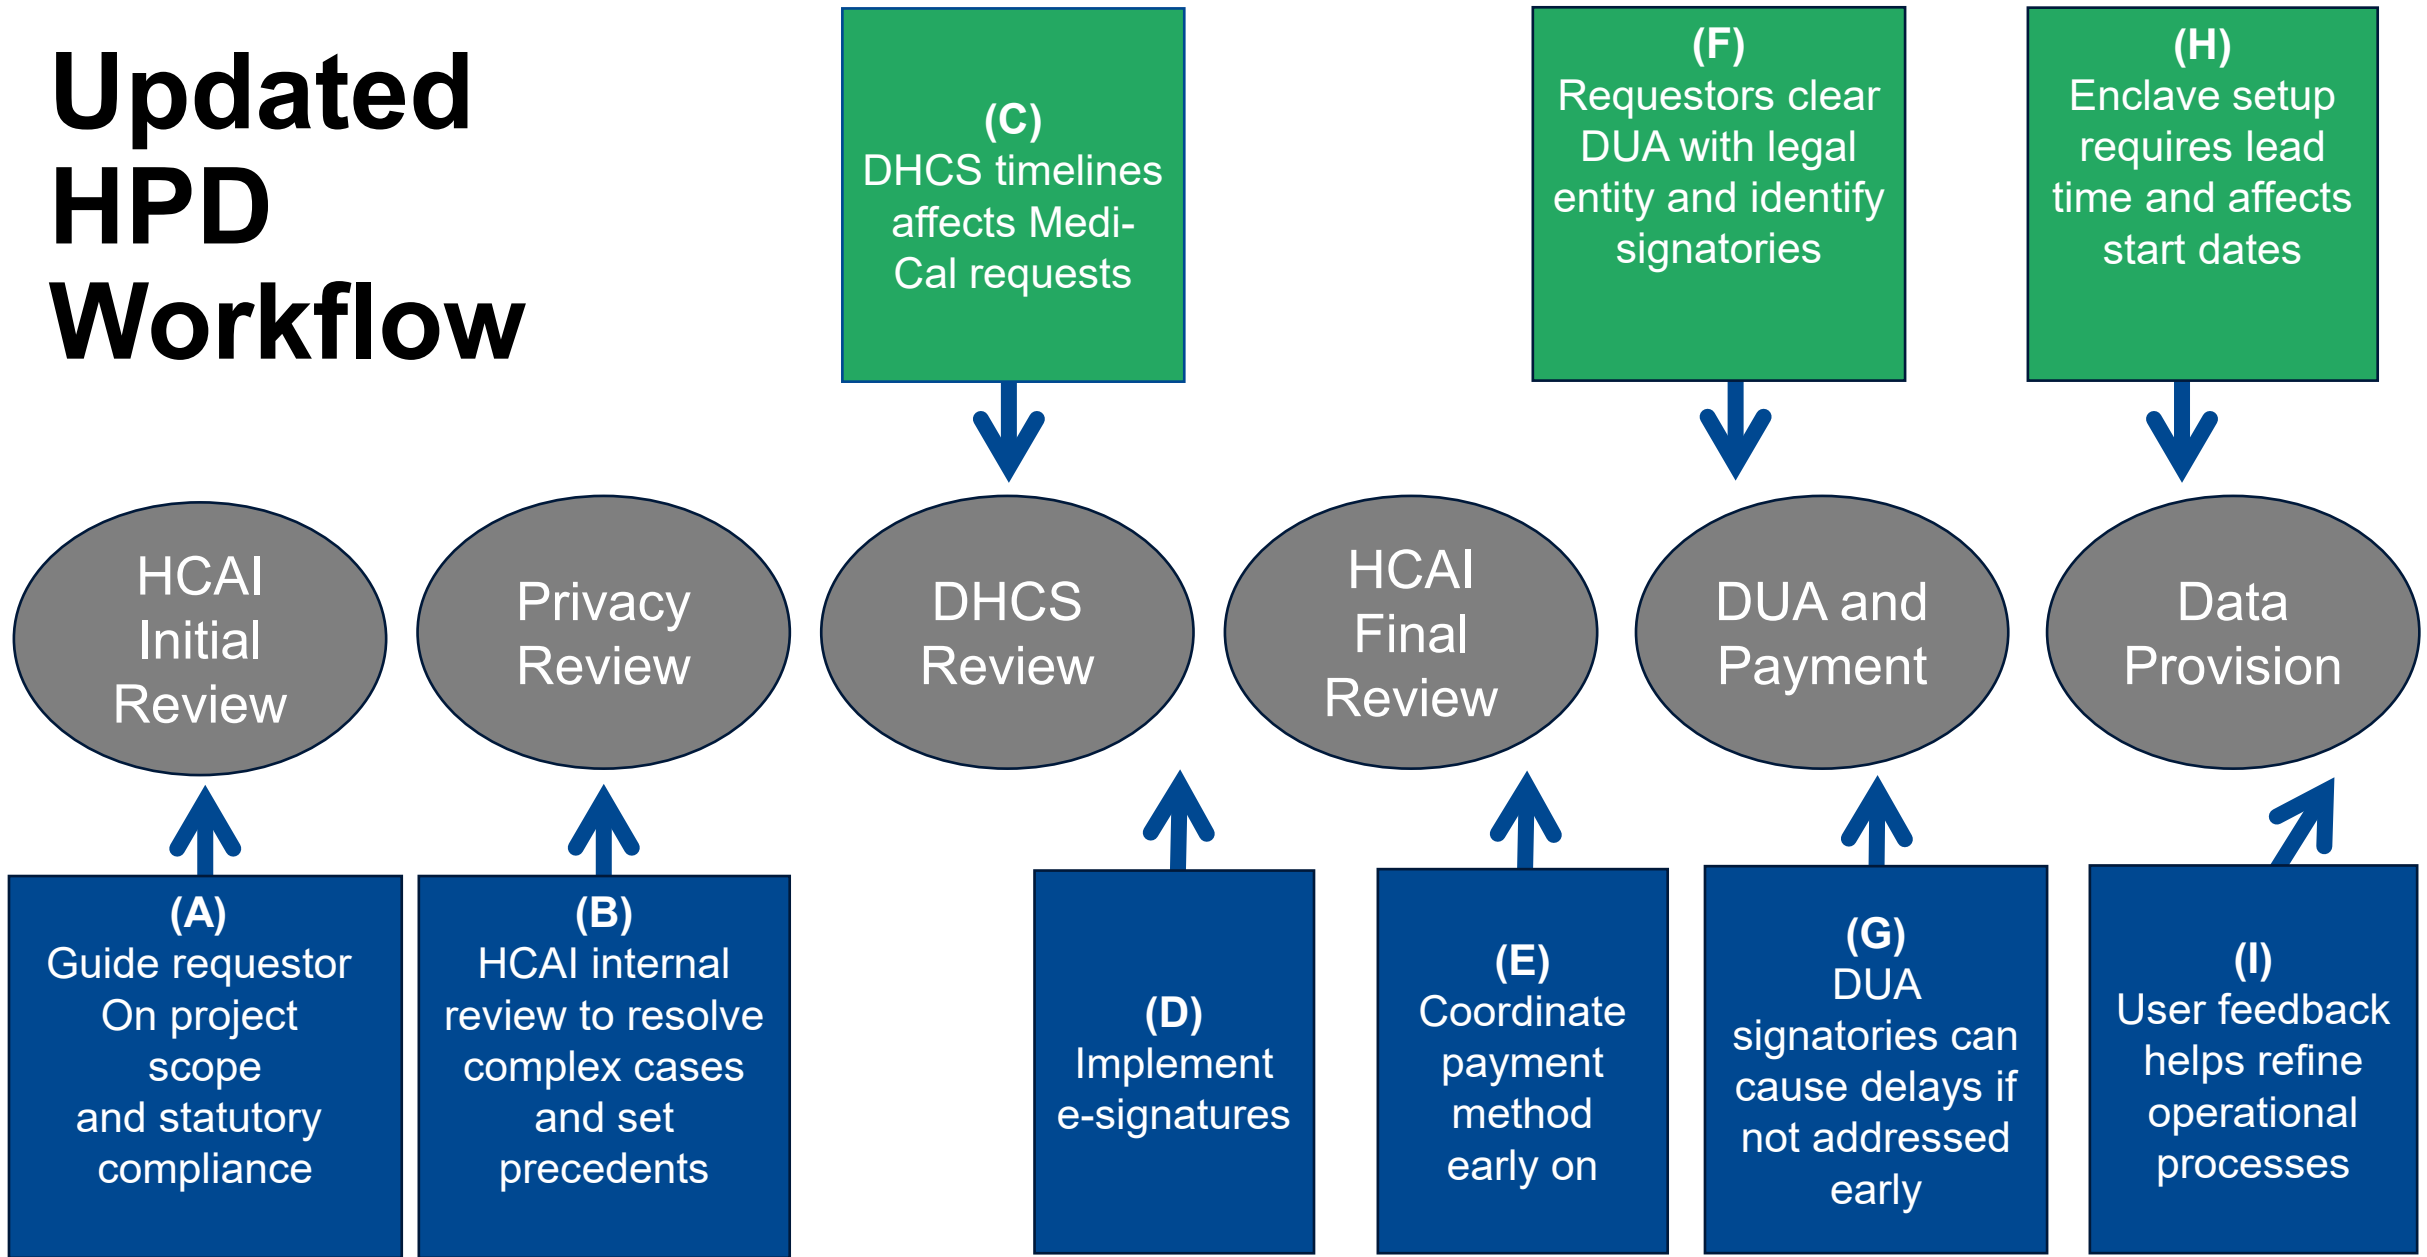 Updated
HPD
Workflow
(C)
DHCS timelines
affects Medi-
Cal requests
(F)
Requestors clear
DUA with legal
entity and identify
signatories
(H)
Enclave setup
requires lead
time and affects
start dates
HCAI
Initial
Review
Privacy
Review
DHCS
Review
HCAI
Final
Review
DUA and
Payment
Data
Provision
(A)
Guide requestor
On project
scope
and statutory
compliance
(B)
HCAI internal
review to resolve
complex cases
and set
precedents
(D)
Implement
e-signatures
(E)
Coordinate
payment
method
early on
(G)
DUA
signatories can
cause delays if
not addressed
early
(I)
User feedback
helps refine
operational
processes